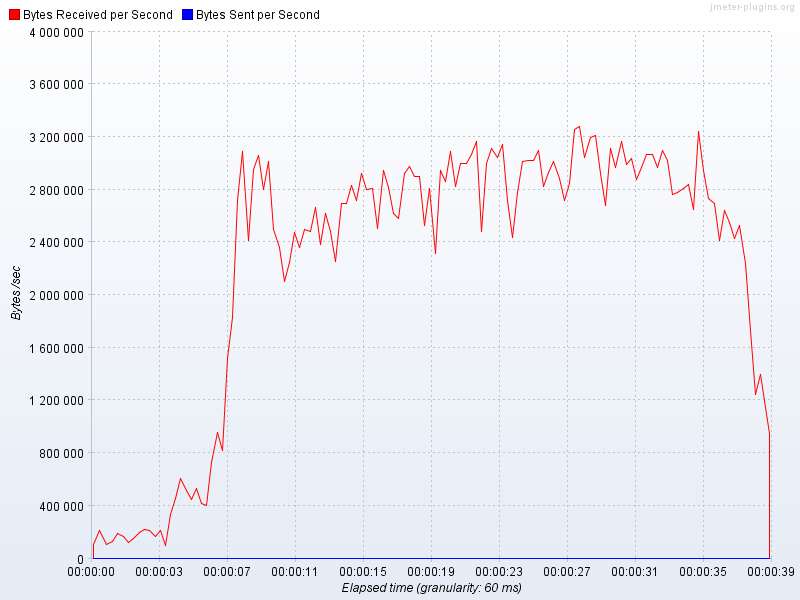 jmeter-plugins.org
Bytes Received per Second Bytes Sent per Second
4 000 000
3 600 000
3 200 000
2 800 000
2 400 000
2 000 000
1 600 000
1 200 000
800 000
400 000
0
Bytes /sec
00:00:00 00:00:03 00:00:07 00:00:11 00:00:15 00:00:19 00:00:23 00:00:27 00:00:31 00:00:35 00:00:39
Elapsed time (granularity: 60 ms)